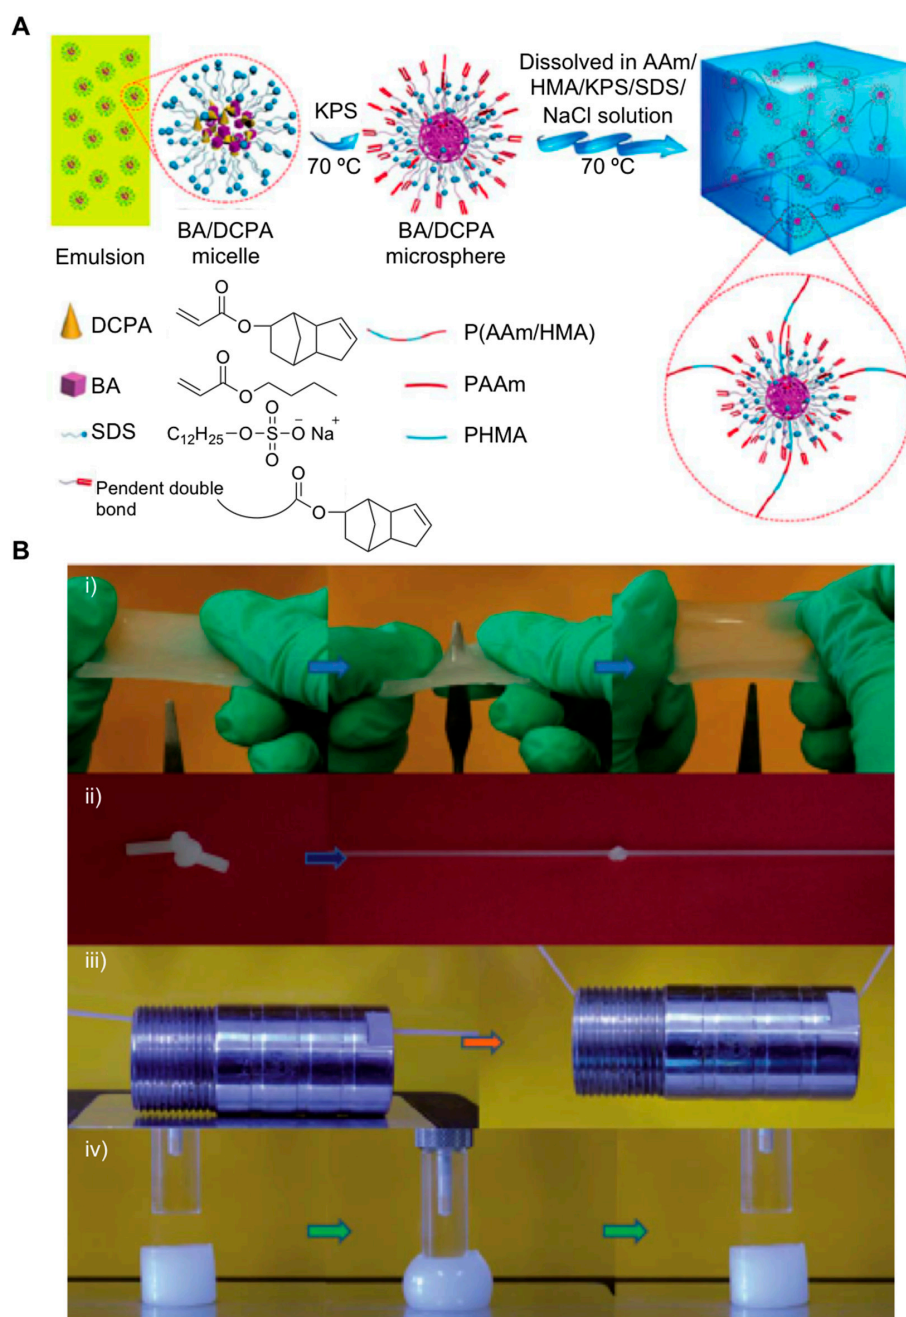 A
Dissolved in AAm/
HMA/KPS/SDS/
NaCl solution
KPS
70 ºC
70 ºC
Emulsion
BA/DCPA
micelle
BA/DCPA
microsphere
DCPA
O
O
P(AAm/HMA)
BA
O
O
PAAm
SDS
O
C₁₂H₂₅–O–S–O⁻ Na⁺
O
PHMA
Pendent double
bond
O
O
B
i)
ii)
iii)
iv)